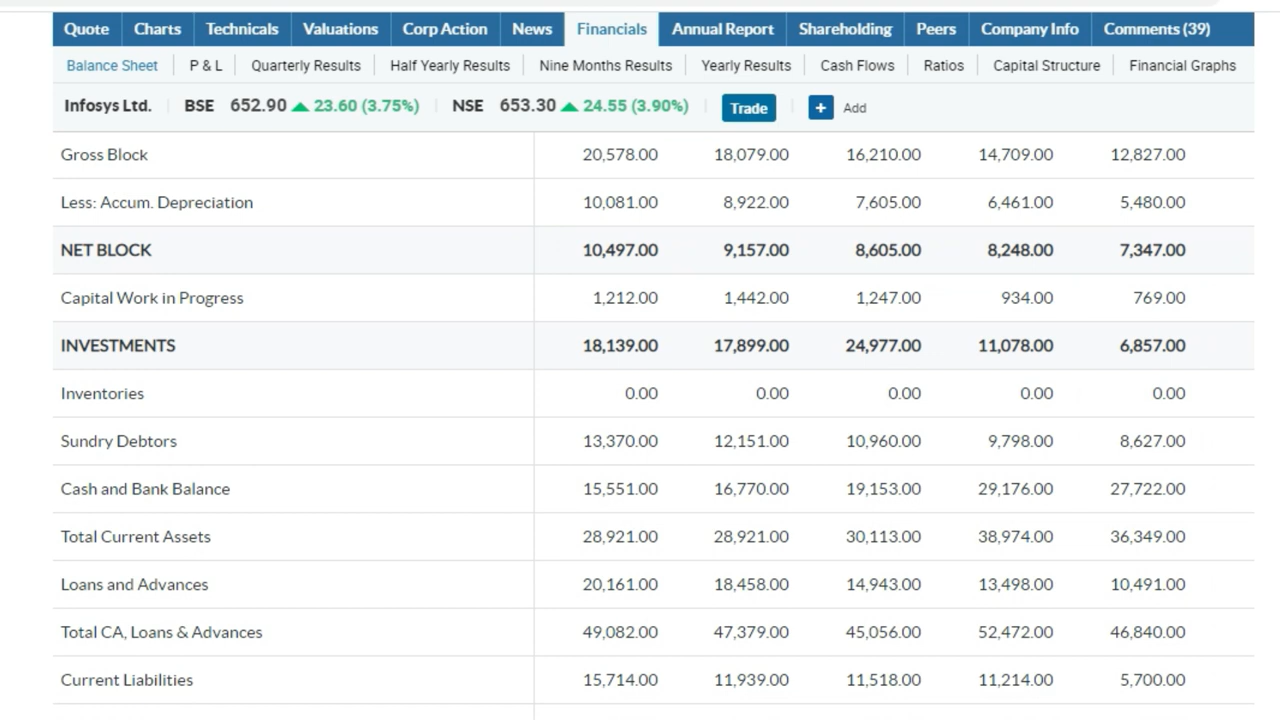 Quote Charts Technicals Valuations Corp Action News Financials Annual Report Shareholding Peers Company Info Comments (39)
Balance Sheet P & L Quarterly Results Half Yearly Results Nine Months Results Yearly Results Cash Flows Ratios Capital Structure Financial Graphs
Infosys Ltd. BSE 652.90 23.60 (3.75%) NSE 653.30 24.55 (3.90%) Trade + Add
Gross Block 20,578.00 18,079.00 16,210.00 14,709.00 12,827.00
Less: Accum. Depreciation 10,081.00 8,922.00 7,605.00 6,461.00 5,480.00
NET BLOCK 10,497.00 9,157.00 8,605.00 8,248.00 7,347.00
Capital Work in Progress 1,212.00 1,442.00 1,247.00 934.00 769.00
INVESTMENTS 18,139.00 17,899.00 24,977.00 11,078.00 6,857.00
Inventories 0.00 0.00 0.00 0.00 0.00
Sundry Debtors 13,370.00 12,151.00 10,960.00 9,798.00 8,627.00
Cash and Bank Balance 15,551.00 16,770.00 19,153.00 29,176.00 27,722.00
Total Current Assets 28,921.00 28,921.00 30,113.00 38,974.00 36,349.00
Loans and Advances 20,161.00 18,458.00 14,943.00 13,498.00 10,491.00
Total CA, Loans & Advances 49,082.00 47,379.00 45,056.00 52,472.00 46,840.00
Current Liabilities 15,714.00 11,939.00 11,518.00 11,214.00 5,700.00